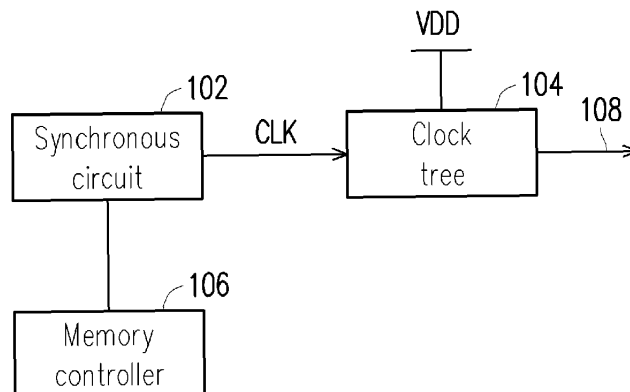 VDD
102
104
108
Synchronous
circuit
CLK
Clock
tree
106
Memory
controller